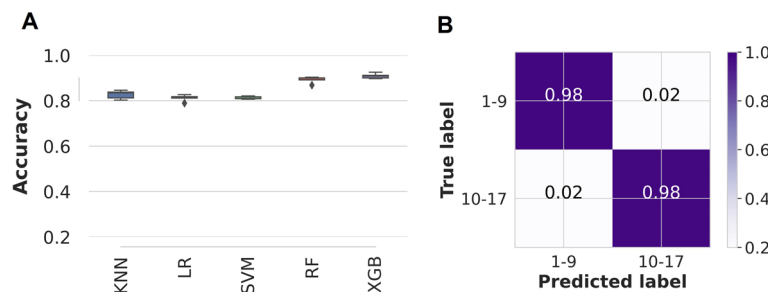 A
Accuracy
1.0
0.8
0.6
0.4
0.2
KNN
LR
SVM
RF
XGB
B
True label
1-9
10-17
0.98
0.02
0.02
0.98
1-9
10-17
Predicted label
1.0
0.8
0.6
0.4
0.2